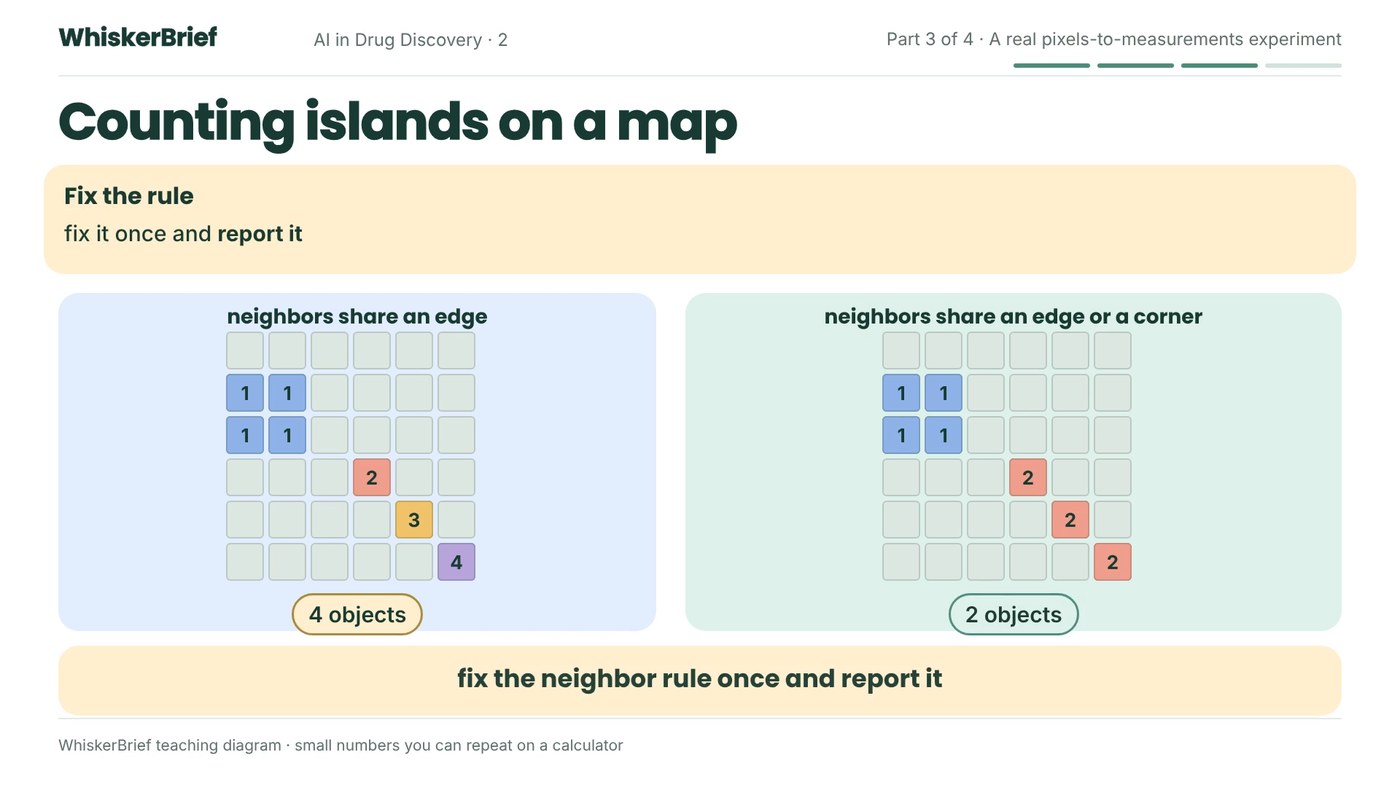 WhiskerBrief
AI in Drug Discovery · 2
Part 3 of 4 · A real pixels-to-measurements experiment
Counting islands on a map
Fix the rule
fix it once and report it
neighbors share an edge
1 1
1 1
2
3
4
4 objects
neighbors share an edge or a corner
1 1
1 1
2
2
2
2 objects
fix the neighbor rule once and report it
WhiskerBrief teaching diagram · small numbers you can repeat on a calculator